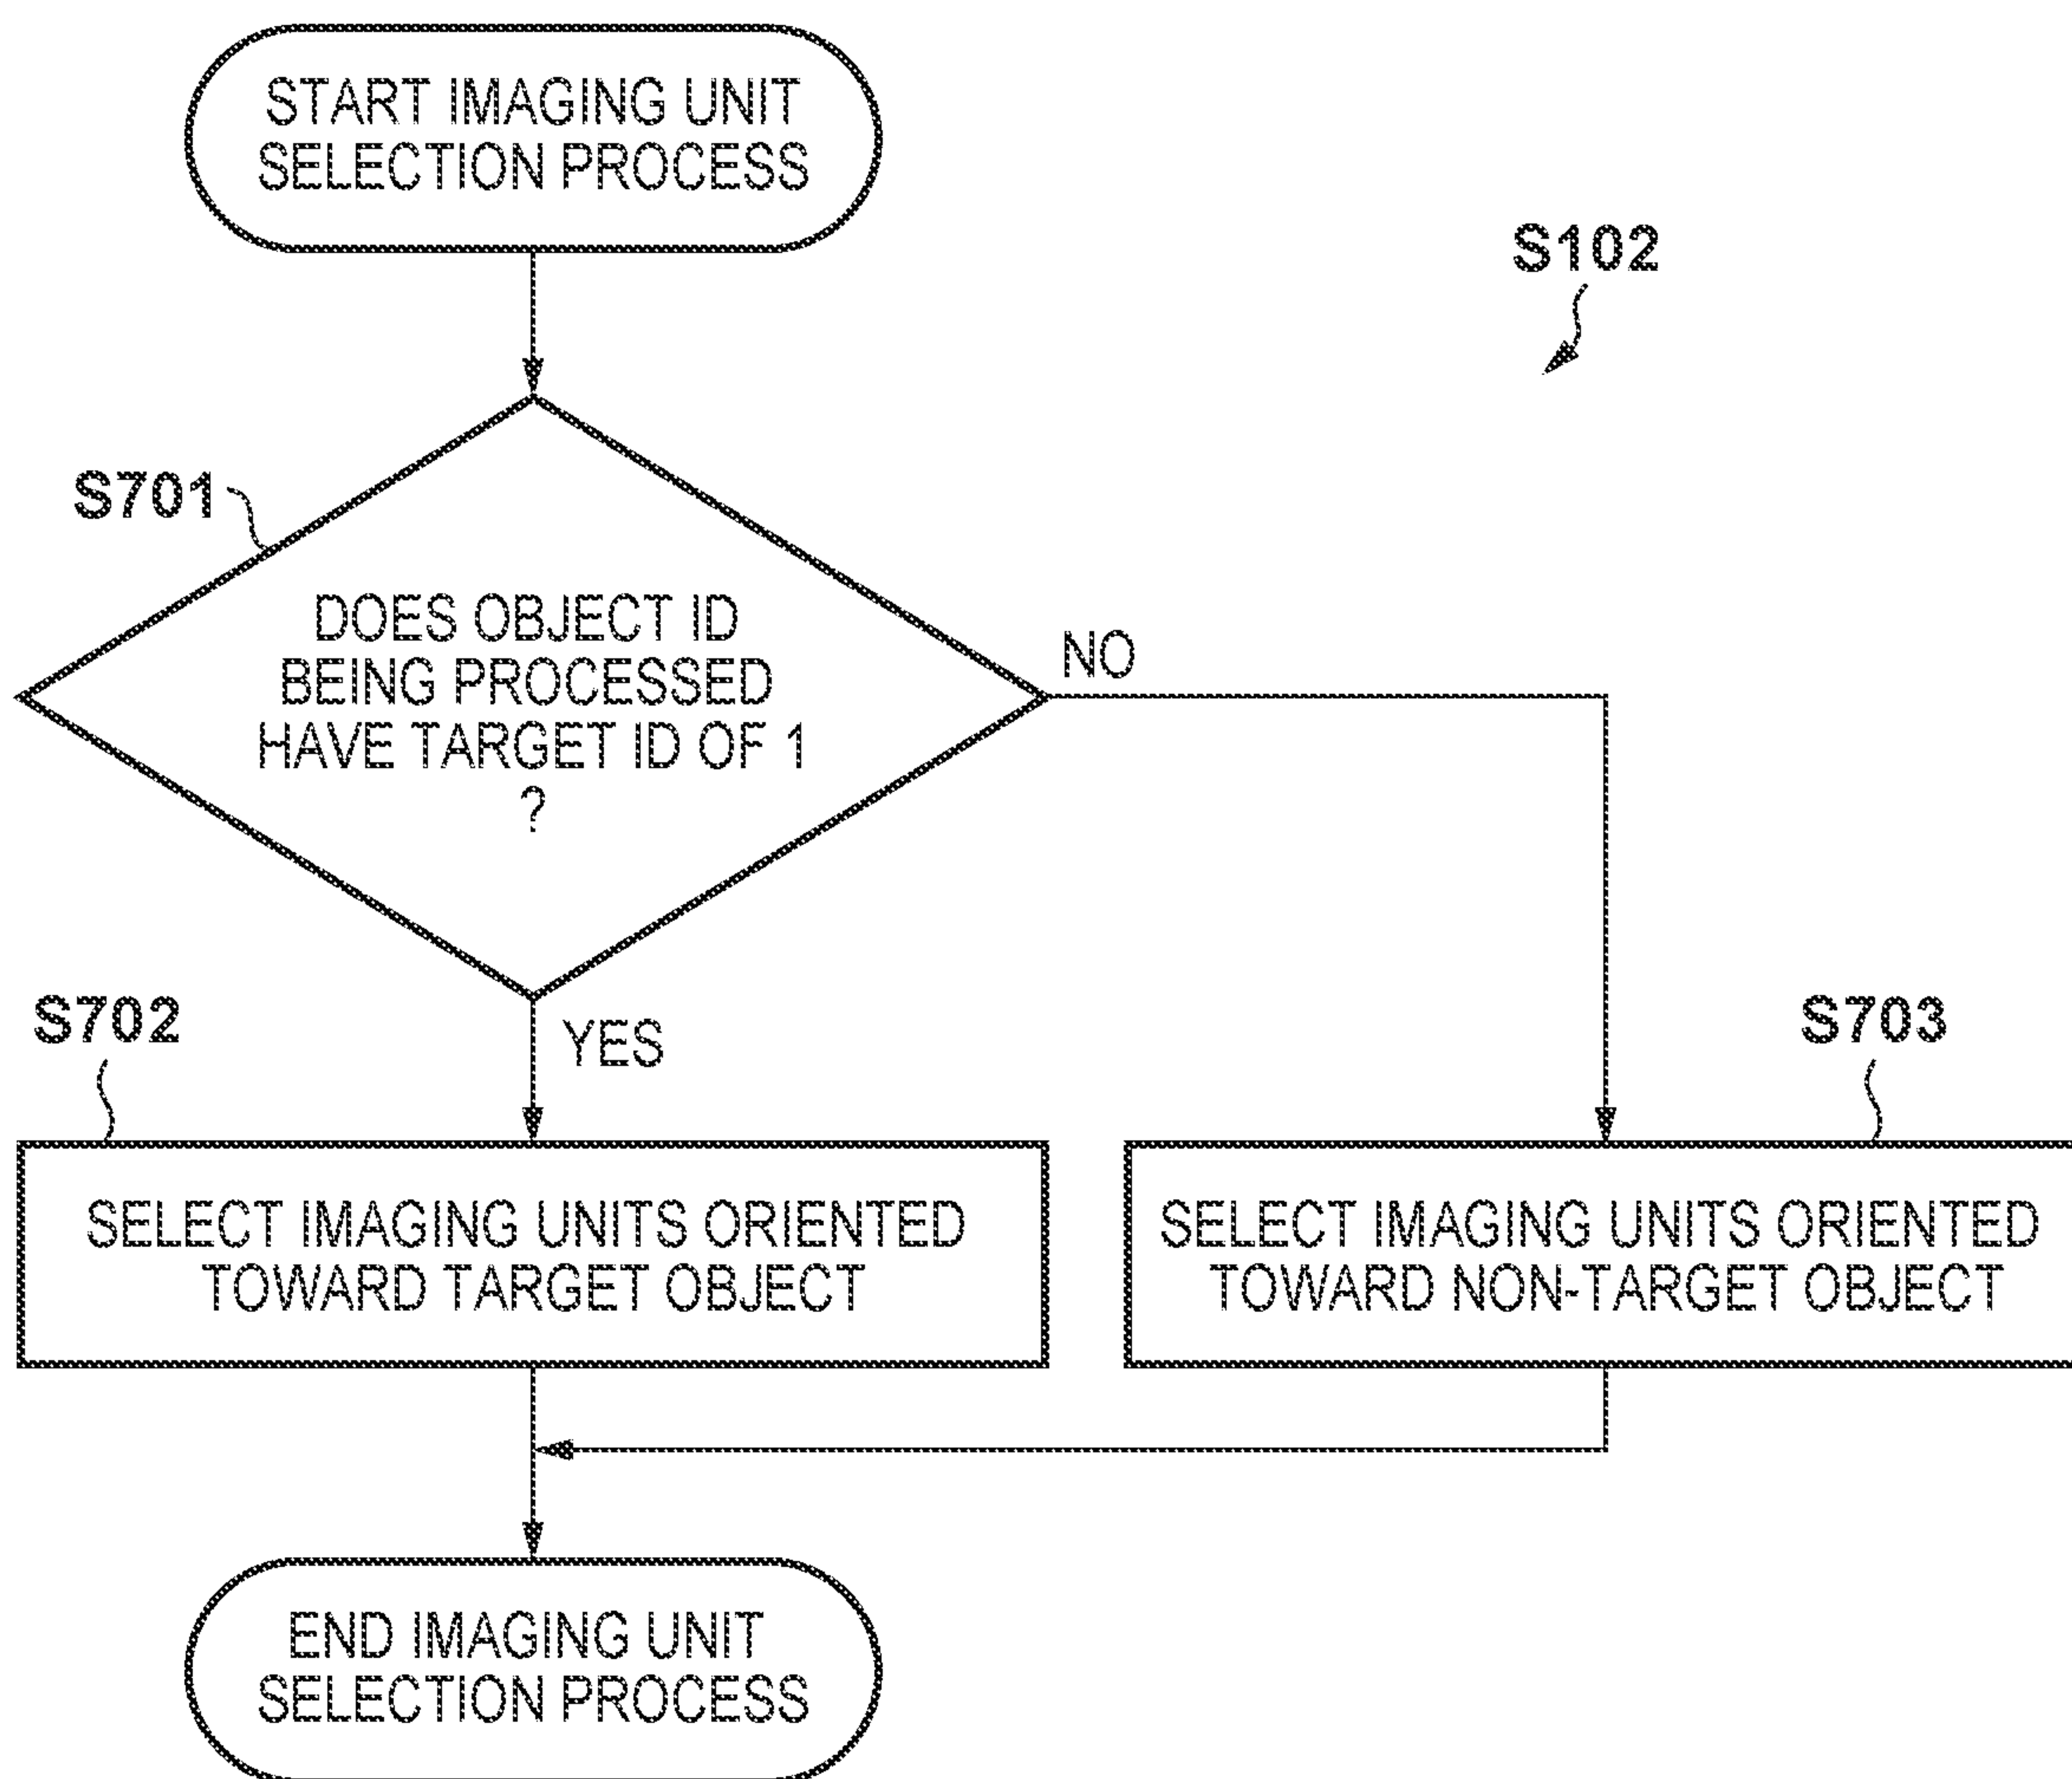 START IMAGING UNIT
SELECTION PROCESS
S102
S701
DOES OBJECT ID
BEING PROCESSED
HAVE TARGET ID OF 1
?
NO
YES
S702
S703
SELECT IMAGING UNITS ORIENTED
TOWARD TARGET OBJECT
SELECT IMAGING UNITS ORIENTED
TOWARD NON-TARGET OBJECT
END IMAGING UNIT
SELECTION PROCESS